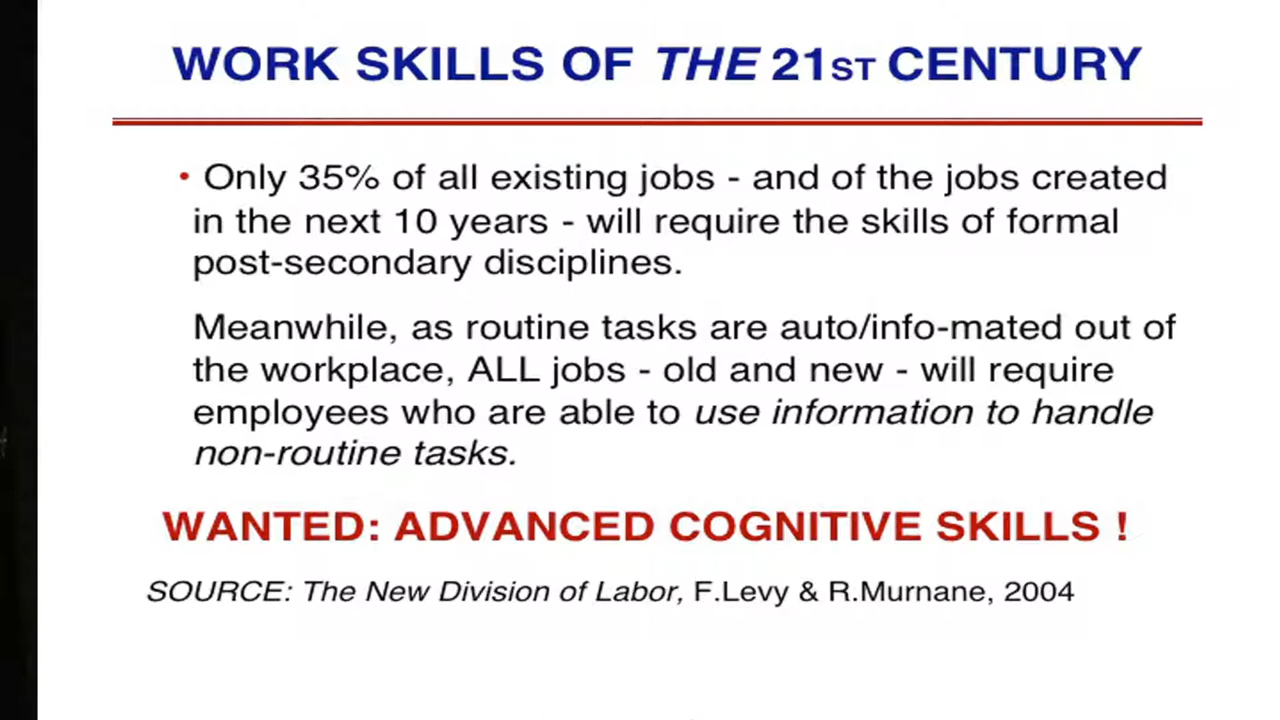 WORK SKILLS OF THE 21ST CENTURY
• Only 35% of all existing jobs - and of the jobs created
in the next 10 years - will require the skills of formal
post-secondary disciplines.
Meanwhile, as routine tasks are auto/info-mated out of
the workplace, ALL jobs - old and new - will require
employees who are able to use information to handle
non-routine tasks.
WANTED: ADVANCED COGNITIVE SKILLS !
SOURCE: The New Division of Labor, F.Levy & R.Murnane, 2004